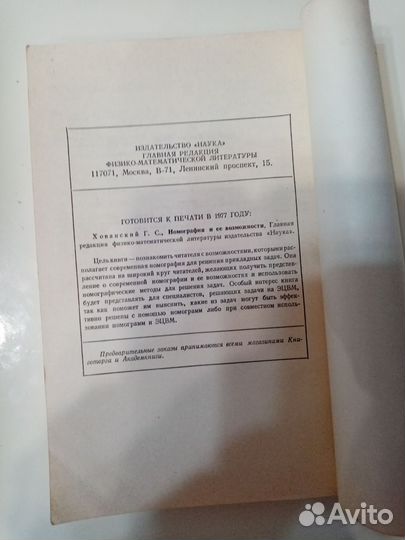 ИЗДАТЕЛЬСТВО «НАУКА»
ГЛАВНАЯ РЕДАКЦИЯ
ФИЗИКО-МАТЕМАТИЧЕСКОЙ ЛИТЕРАТУРЫ
117071, Москва, В-71, Ленинский проспект, 15.
ГОТОВИТСЯ К ПЕЧАТИ В 1977 ГОДУ:
Хованский Г. С., Номография и ее возможности, Главная
редакция физико-математической литературы издательства «Наука».
Цель книги — познакомить читателя с возможностями, которыми рас-
полагает современная номография для решения прикладных задач. Она
рассчитана на широкий круг читателей, желающих получить представ-
ление о современной номографии и ее возможностях и использовать
номографические методы для решения задач. Особый интерес книга
будет представлять для специалистов, решающих задачи на ЭЦВМ,
так как поможет им выяснить, какие из задач могут быть эффек-
тивно решены с помощью номограмм либо при совместном исполь-
зовании номограмм и ЭЦВМ.
Предварительные заказы принимаются всеми магазинами Кни-
готорга и Академкниги.
Avito